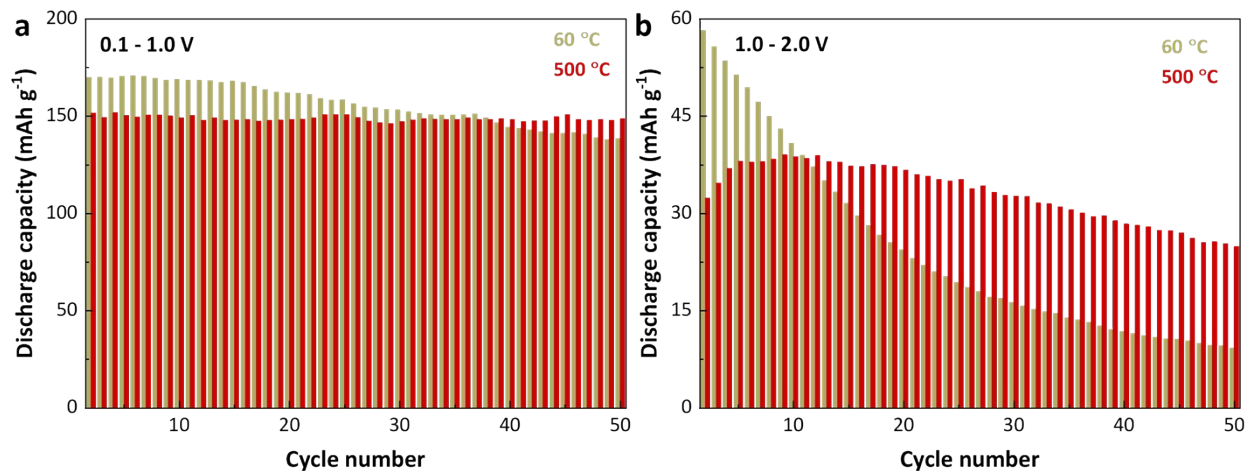 a
0.1 - 1.0 V
60 °C
500 °C
200
150
100
50
0
Discharge capacity (mAh g⁻¹)
10 20 30 40 50
Cycle number
b
1.0 - 2.0 V
60 °C
500 °C
60
45
30
15
0
Discharge capacity (mAh g⁻¹)
10 20 30 40 50
Cycle number